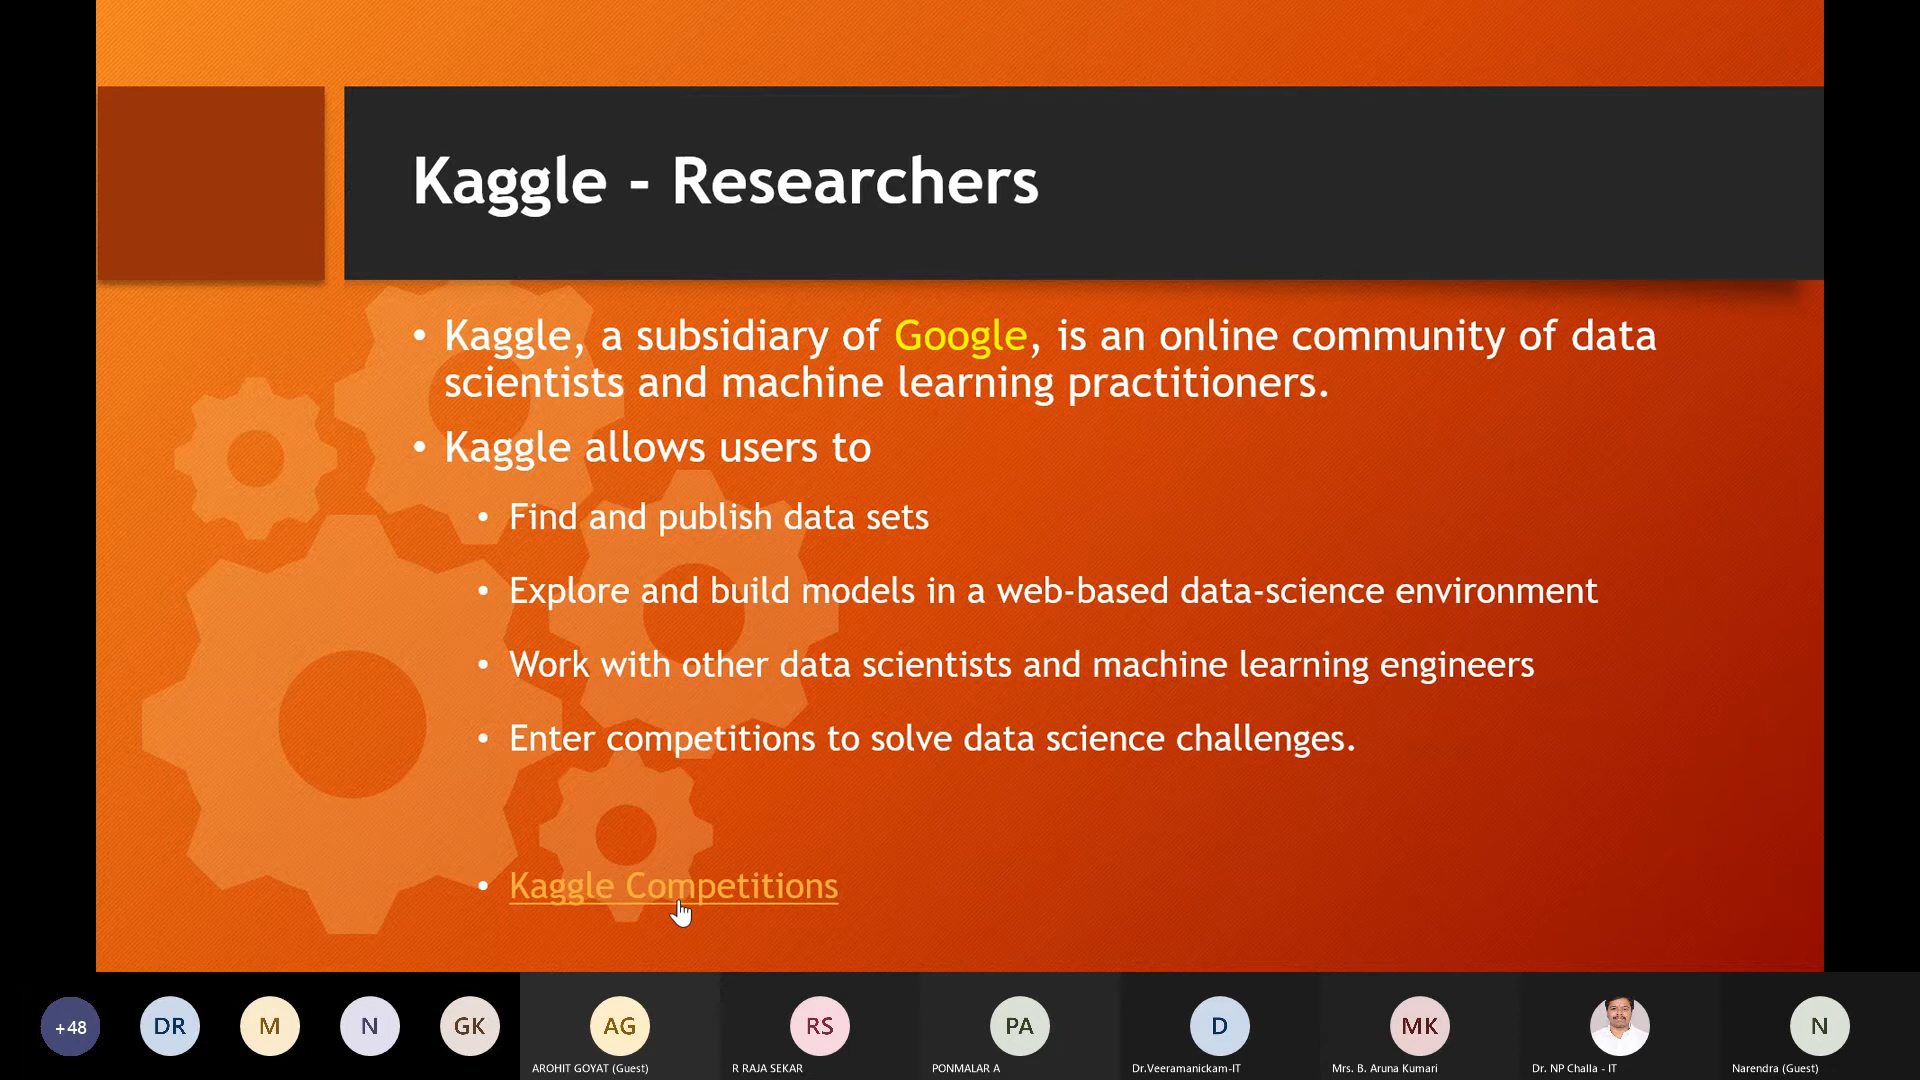 Kaggle - Researchers
• Kaggle, a subsidiary of Google, is an online community of data
scientists and machine learning practitioners.
• Kaggle allows users to
• Find and publish data sets
• Explore and build models in a web-based data-science environment
• Work with other data scientists and machine learning engineers
• Enter competitions to solve data science challenges.
• Kaggle Competitions
+48 DR M N GK AG RS PA D MK N
AROHIT GOYAT (Guest) R RAJA SEKAR PONMALAR A Dr.Veeramanickam-IT Mrs. B. Aruna Kumari Dr. NP Challa - IT Narendra (Guest)